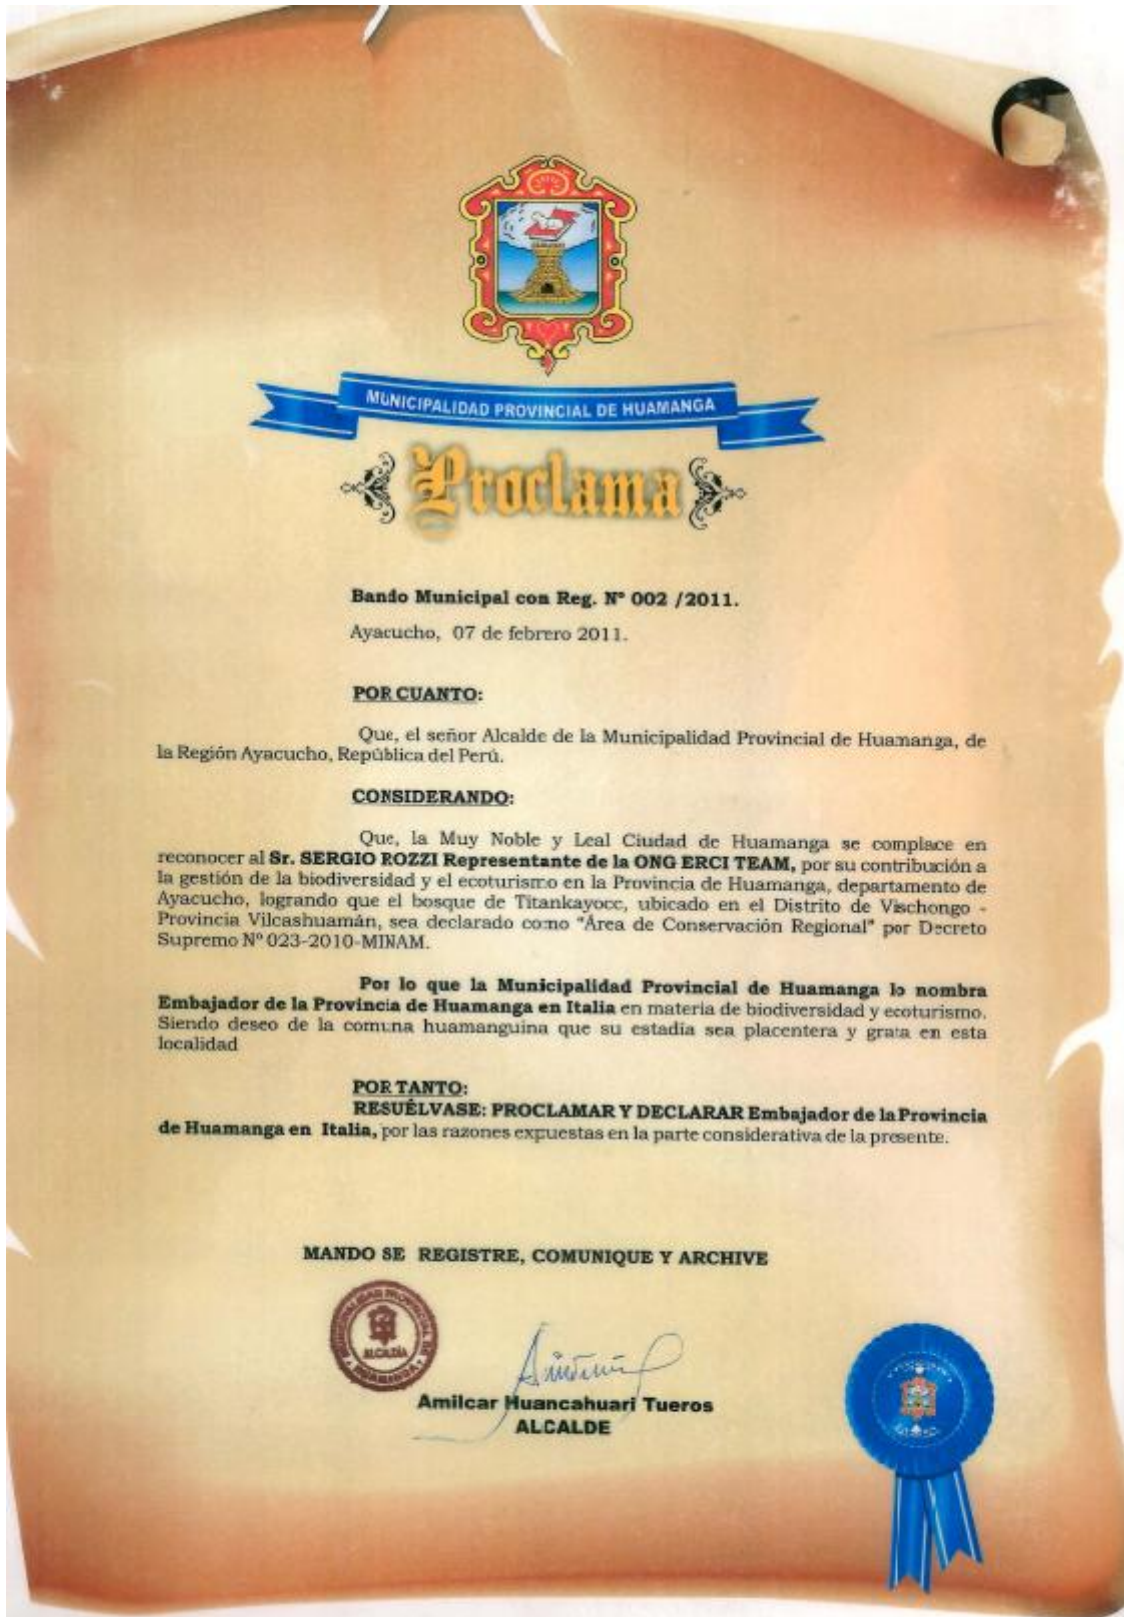 MUNICIPALIDAD PROVINCIAL DE HUAMANGA
Proclama
Bando Municipal con Reg. Nº 002 /2011.
Ayacucho, 07 de febrero 2011.
POR CUANTO:
Que, el señor Alcalde de la Municipalidad Provincial de Huamanga, de
la Región Ayacucho, República del Perú.
CONSIDERANDO:
Que, la Muy Noble y Leal Ciudad de Huamanga se complace en
reconocer al Sr. SERGIO ROZZI Representante de la ONG ERCI TEAM, por su contribución a
la gestión de la biodiversidad y el ecoturismo en la Provincia de Huamanga, departamento de
Ayacucho, logrando que el bosque de Titankayocc, ubicado en el Distrito de Vischongo -
Provincia Vilcashuamán, sea declarado como "Área de Conservación Regional" por Decreto
Supremo Nº 023-2010-MINAM.
Por lo que la Municipalidad Provincial de Huamanga lo nombra
Embajador de la Provincia de Huamanga en Italia en materia de biodiversidad y ecoturismo.
Siendo deseo de la comuna huamanguina que su estadía sea placentera y grata en esta
localidad
POR TANTO:
RESUÉLVASE: PROCLAMAR Y DECLARAR Embajador de la Provincia
de Huamanga en Italia, por las razones expuestas en la parte considerativa de la presente.
MANDO SE REGISTRE, COMUNIQUE Y ARCHIVE
MUNICIPALIDAD PROVINCIAL DE HUAMANGA
ALCALDÍA
Amilcar Huancahuari Tueros
ALCALDE